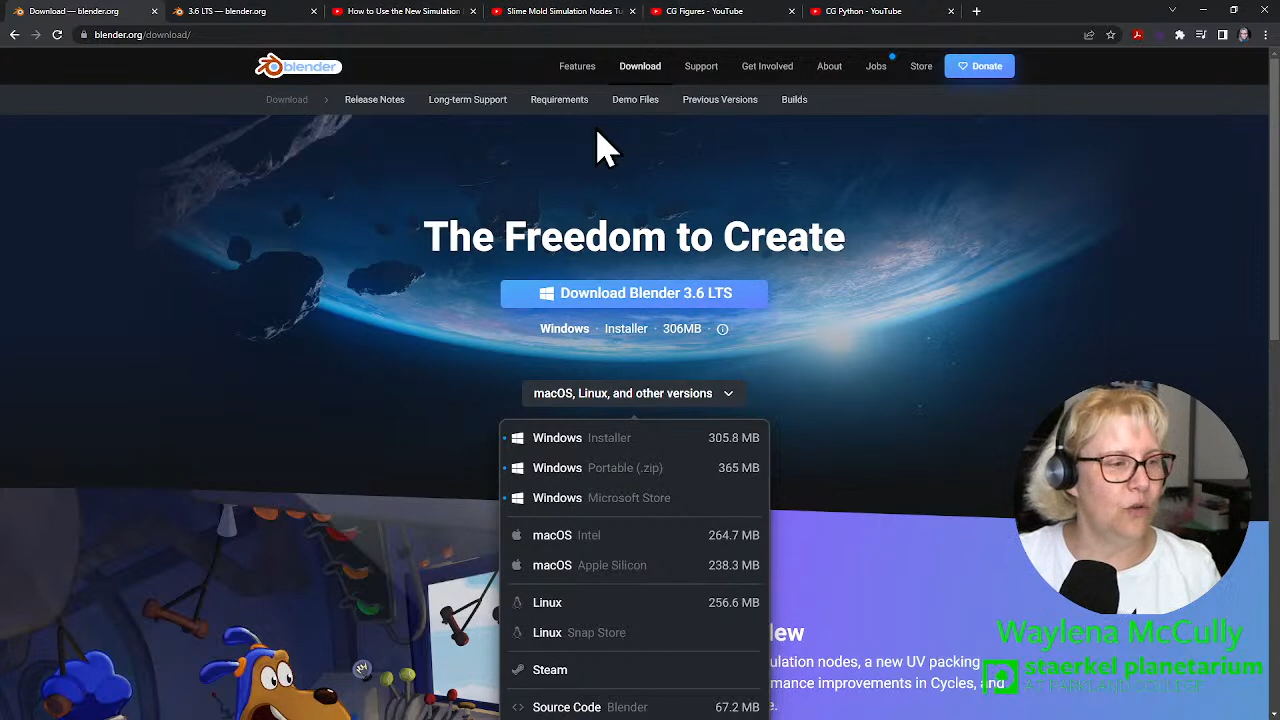 Download — blender.org
3.6 LTS — blender.org
How to Use the New Simulation
Slime Mold Simulation Nodes Tu
CG Figures - YouTube
CG Python - YouTube
blender.org/download/
blender
Features
Download
Support
Get Involved
About
Jobs
Store
Donate
Download
Release Notes
Long-term Support
Requirements
Demo Files
Previous Versions
Builds
The Freedom to Create
Download Blender 3.6 LTS
Windows · Installer · 306MB
macOS, Linux, and other versions
Windows Installer 305.8 MB
Windows Portable (.zip) 365 MB
Windows Microsoft Store
macOS Intel 264.7 MB
macOS Apple Silicon 238.3 MB
Linux 256.6 MB
Linux Snap Store
Steam
Source Code Blender 67.2 MB
ulation nodes, a new UV packing
mance improvements in Cycles, and
Waylena McCully
staerkel planetarium
AT PARKLAND COLLEGE